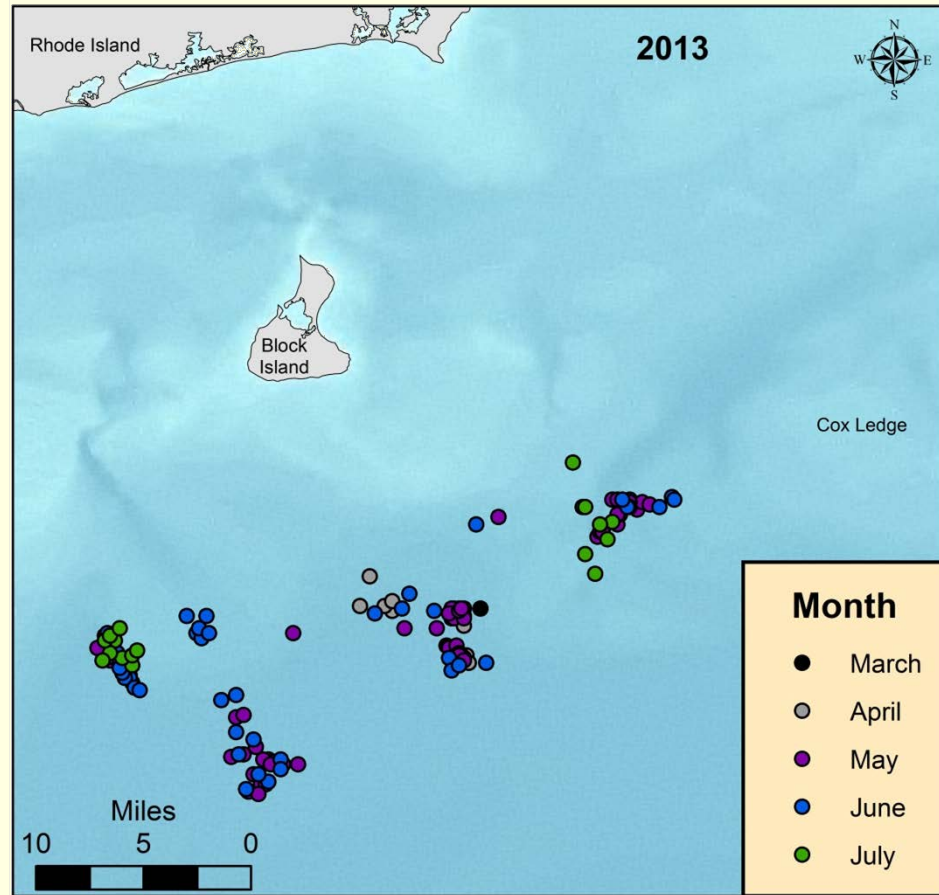 Rhode Island
2013
N
W E
S
Block
Island
Cox Ledge
Month
March
April
May
June
July
Miles
10 5 0